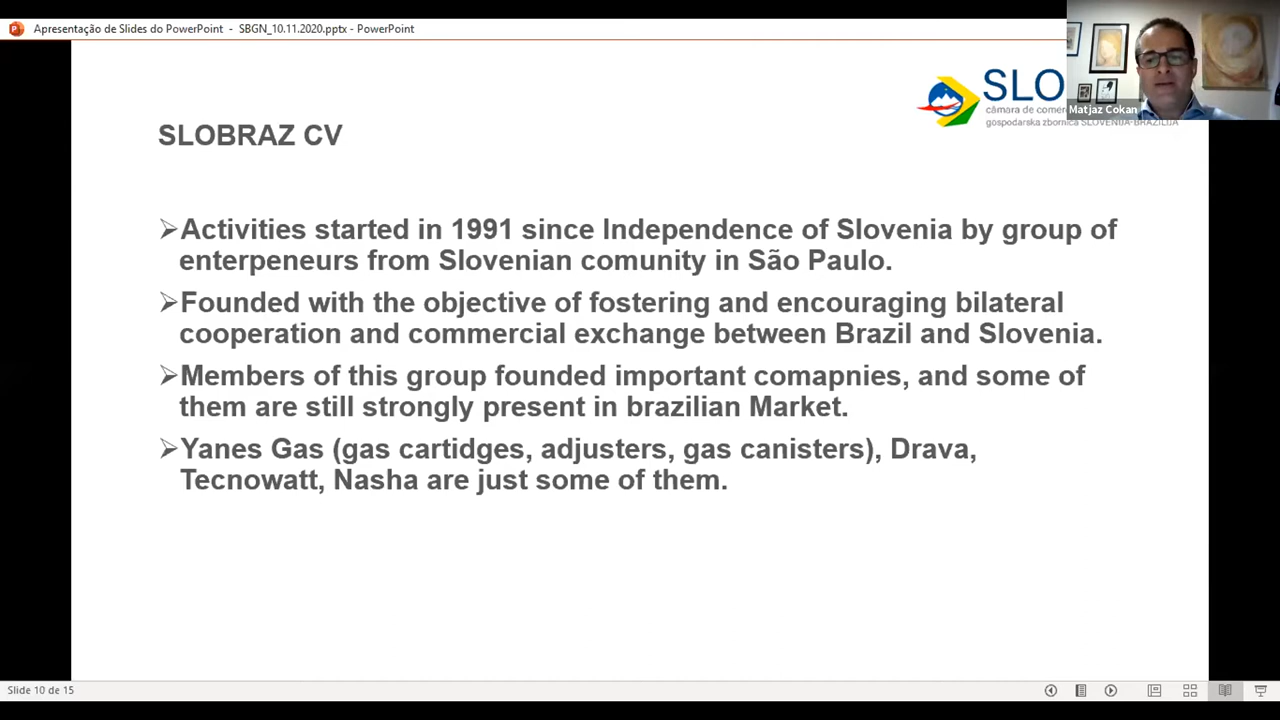 Apresentação de Slides do PowerPoint - SBGN_10.11.2020.pptx - PowerPoint
SLO
câmara de comér
gospodarska zbornica SLOVENIJA-BRAZILIJA
Matjaz Cokan
SLOBRAZ CV
Activities started in 1991 since Independence of Slovenia by group of
enterpeneurs from Slovenian comunity in São Paulo.
Founded with the objective of fostering and encouraging bilateral
cooperation and commercial exchange between Brazil and Slovenia.
Members of this group founded important comapnies, and some of
them are still strongly present in brazilian Market.
Yanes Gas (gas cartidges, adjusters, gas canisters), Drava,
Tecnowatt, Nasha are just some of them.
Slide 10 de 15